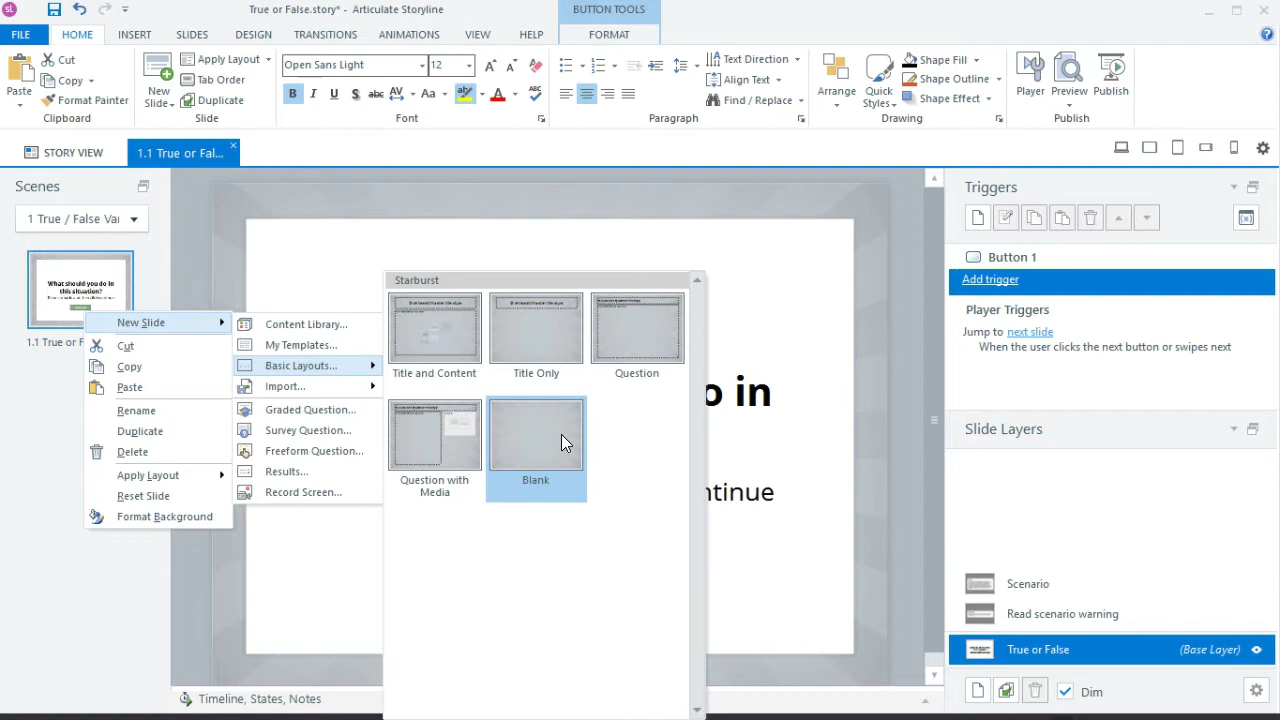 True or False.story* - Articulate Storyline
BUTTON TOOLS
FILE HOME INSERT SLIDES DESIGN TRANSITIONS ANIMATIONS VIEW HELP FORMAT
Paste
Cut
Copy
Format Painter
Clipboard
New Slide
Apply Layout
Tab Order
Duplicate
Slide
Open Sans Light 12
B I U S abc AV Aa ab A ABC
Font
Text Direction
Align Text
Find / Replace
Paragraph
Arrange
Quick Styles
Shape Fill
Shape Outline
Shape Effect
Drawing
Player
Preview
Publish
Publish
STORY VIEW
1.1 True or Fal...
Scenes
1 True / False Var
What should you do in
this situation?
1.1 True or F
New Slide
Cut
Copy
Paste
Rename
Duplicate
Delete
Apply Layout
Reset Slide
Format Background
Content Library...
My Templates...
Basic Layouts...
Import...
Graded Question...
Survey Question...
Freeform Question...
Results...
Record Screen...
Starburst
Title and Content
Title Only
Question
Question with
Media
Blank
o in
ntinue
Timeline, States, Notes
Triggers
Button 1
Add trigger
Player Triggers
Jump to next slide
When the user clicks the next button or swipes next
Slide Layers
Scenario
Read scenario warning
True or False (Base Layer)
Dim